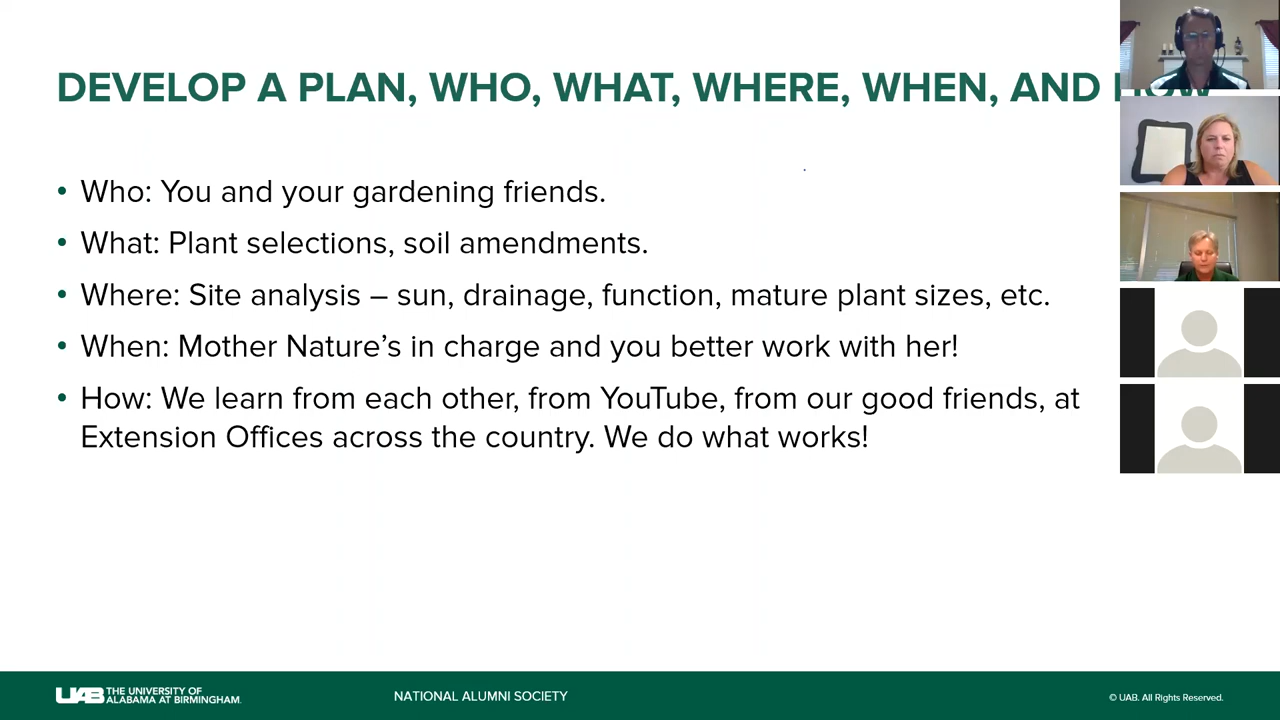 DEVELOP A PLAN, WHO, WHAT, WHERE, WHEN, AND HOW
• Who: You and your gardening friends.
• What: Plant selections, soil amendments.
• Where: Site analysis – sun, drainage, function, mature plant sizes, etc.
• When: Mother Nature’s in charge and you better work with her!
• How: We learn from each other, from YouTube, from our good friends, at
Extension Offices across the country. We do what works!
UAB THE UNIVERSITY OF
ALABAMA AT BIRMINGHAM.
NATIONAL ALUMNI SOCIETY
© UAB. All Rights Reserved.